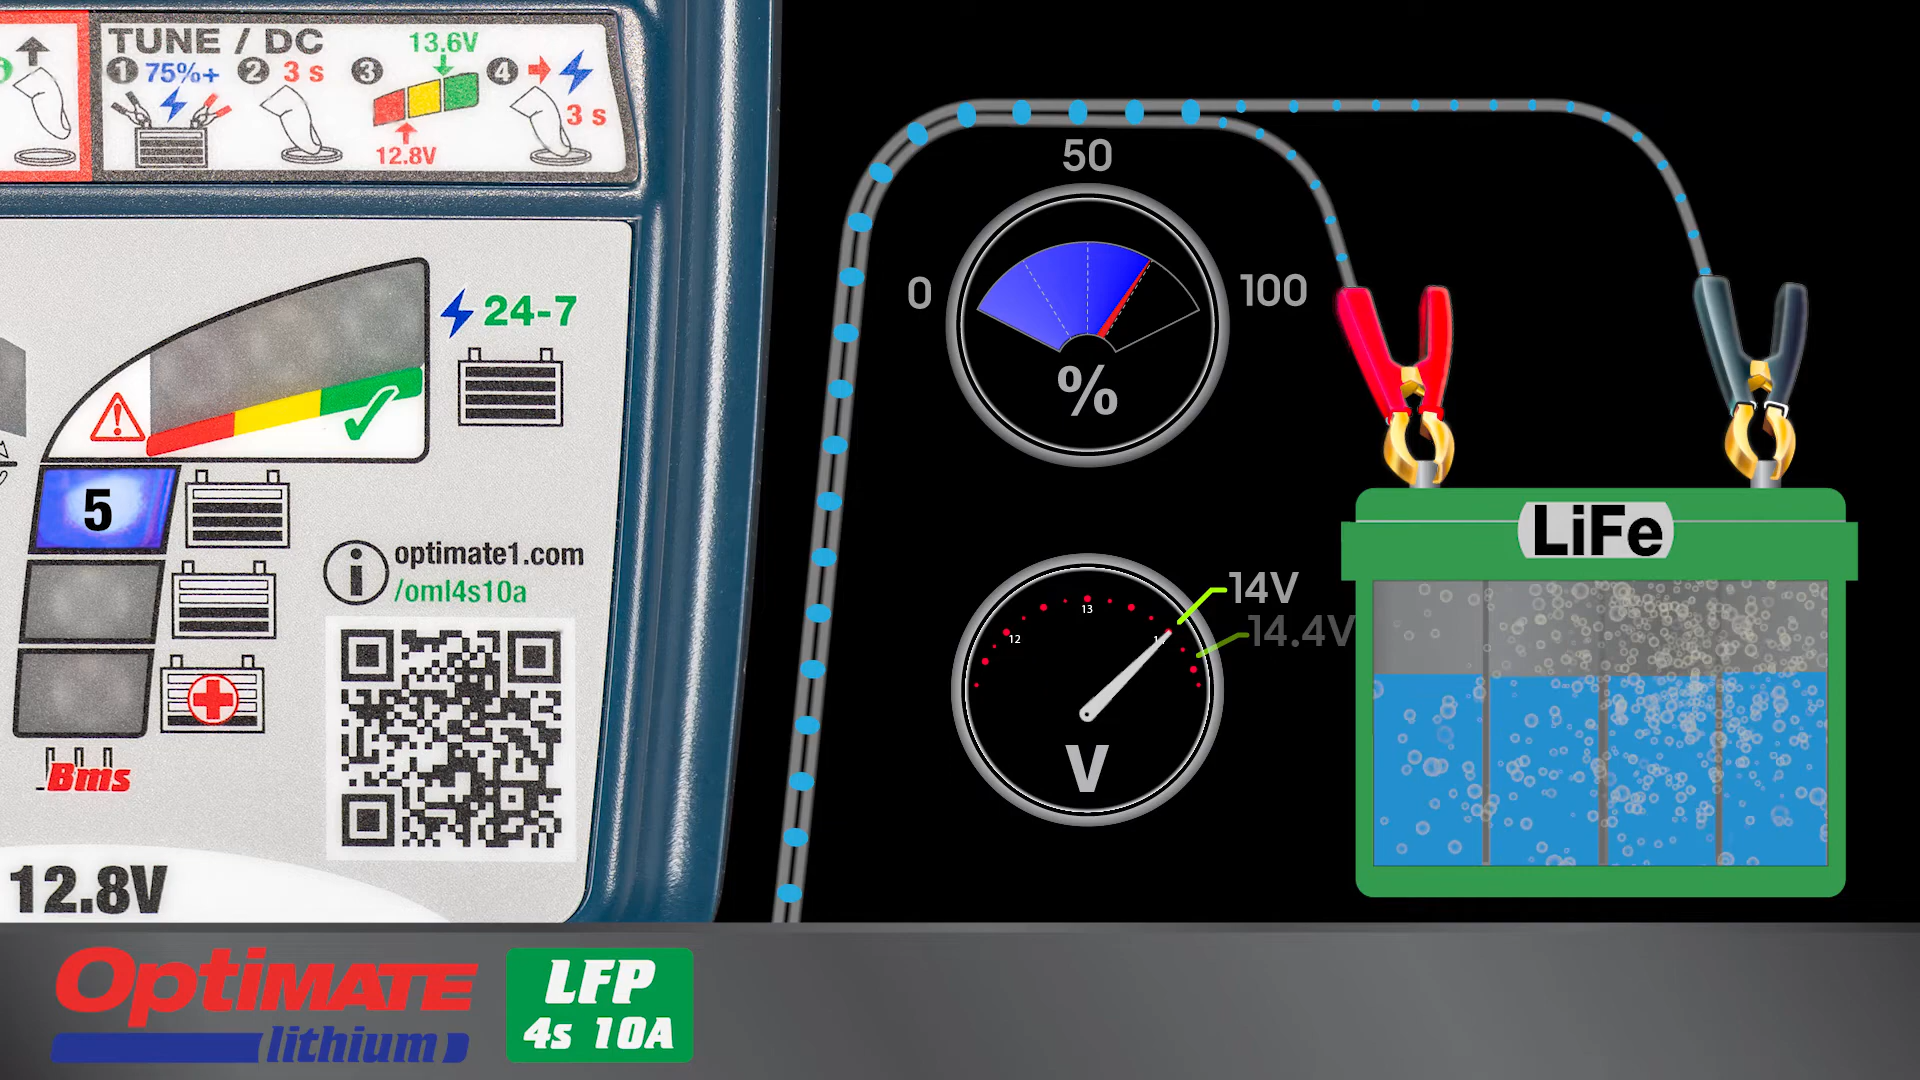 TUNE / DC
1 75%+ 2 3 s 3 13.6V 4
3 s
12.8V
24-7
5
optimate1.com
/oml4s10a
Bms
12.8V
50
0
100
%
14V
14.4V
12
13
V
LiFe
OptiMATE
lithium
LFP
4s 10A